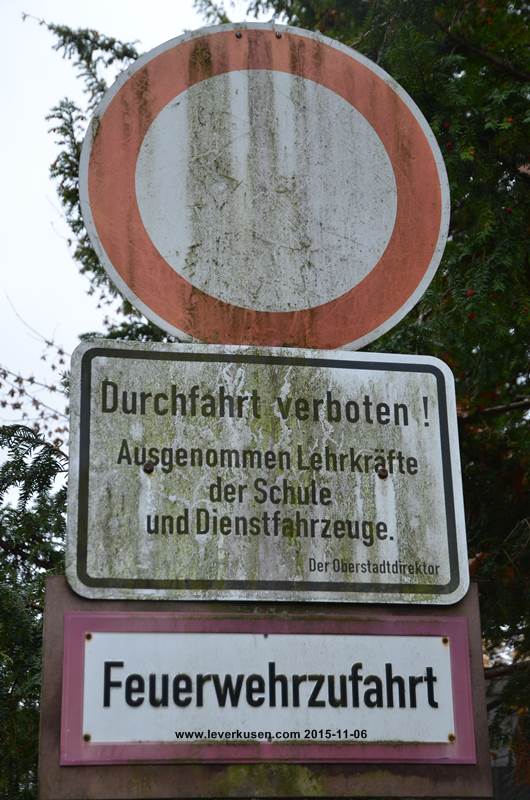 Durchfahrt verboten !
Ausgenommen Lehrkräfte
der Schule
und Dienstfahrzeuge.
Der Oberstadtdirektor
Feuerwehrzufahrt
www.leverkusen.com 2015-11-06